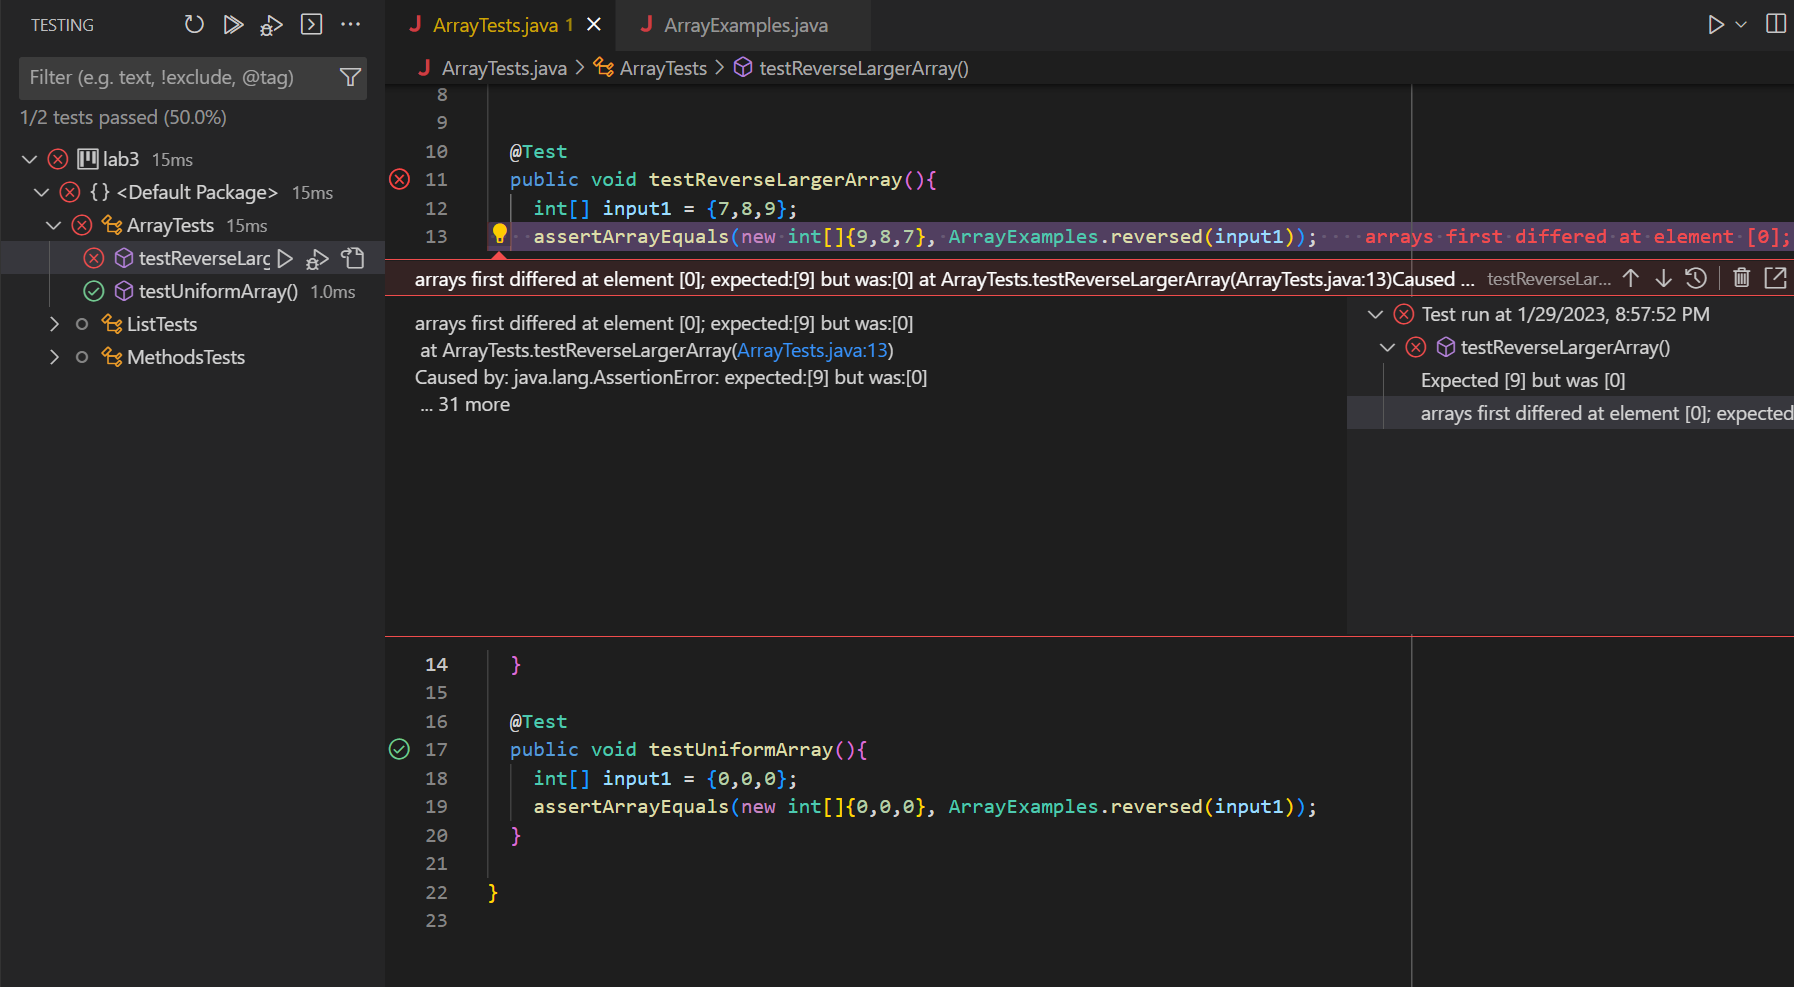 TESTING
Filter (e.g. text, !exclude, @tag)
1/2 tests passed (50.0%)
lab3 15ms
{} <Default Package> 15ms
ArrayTests 15ms
testReverseLarg
testUniformArray() 1.0ms
ListTests
MethodsTests
J ArrayTests.java 1
J ArrayExamples.java
J ArrayTests.java > ArrayTests > testReverseLargerArray()
8
9
10 @Test
11 public void testReverseLargerArray(){
12 int[] input1 = {7,8,9};
13 assertArrayEquals(new int[]{9,8,7}, ArrayExamples.reversed(input1)); arrays first differed at element [0];
arrays first differed at element [0]; expected:[9] but was:[0] at ArrayTests.testReverseLargerArray(ArrayTests.java:13)Caused ... testReverseLar...
arrays first differed at element [0]; expected:[9] but was:[0]
at ArrayTests.testReverseLargerArray(ArrayTests.java:13)
Caused by: java.lang.AssertionError: expected:[9] but was:[0]
... 31 more
Test run at 1/29/2023, 8:57:52 PM
testReverseLargerArray()
Expected [9] but was [0]
arrays first differed at element [0]; expected
14 }
15
16 @Test
17 public void testUniformArray(){
18 int[] input1 = {0,0,0};
19 assertArrayEquals(new int[]{0,0,0}, ArrayExamples.reversed(input1));
20 }
21
22 }
23